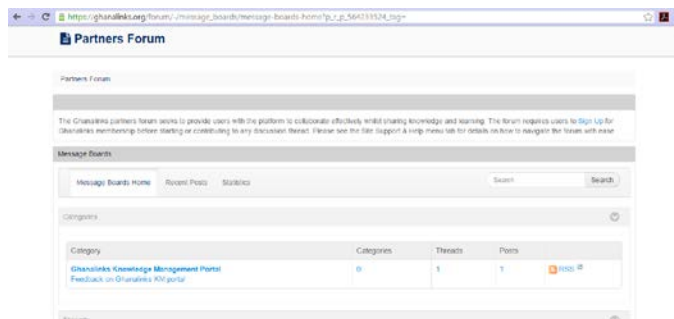 https://ghanalinks.org/forum/-/message_boards/message-boards-home?p_r_p_564233524_tag=
Partners Forum
Partners Forum
The Ghanalinks partners forum seeks to provide users with the platform to collaborate effectively whilst sharing knowledge and learning. The forum requires users to Sign Up for
Ghanalinks membership before starting or contributing to any discussion thread. Please see the Site Support & Help menu tab for details on how to navigate the forum with ease
Message Boards
Message Boards Home Recent Posts Statistics Search Search
Categories
Category Categories Threads Posts
Ghanalinks Knowledge Management Portal 0 1 1 RSS
Feedback on Ghanalinks KM portal